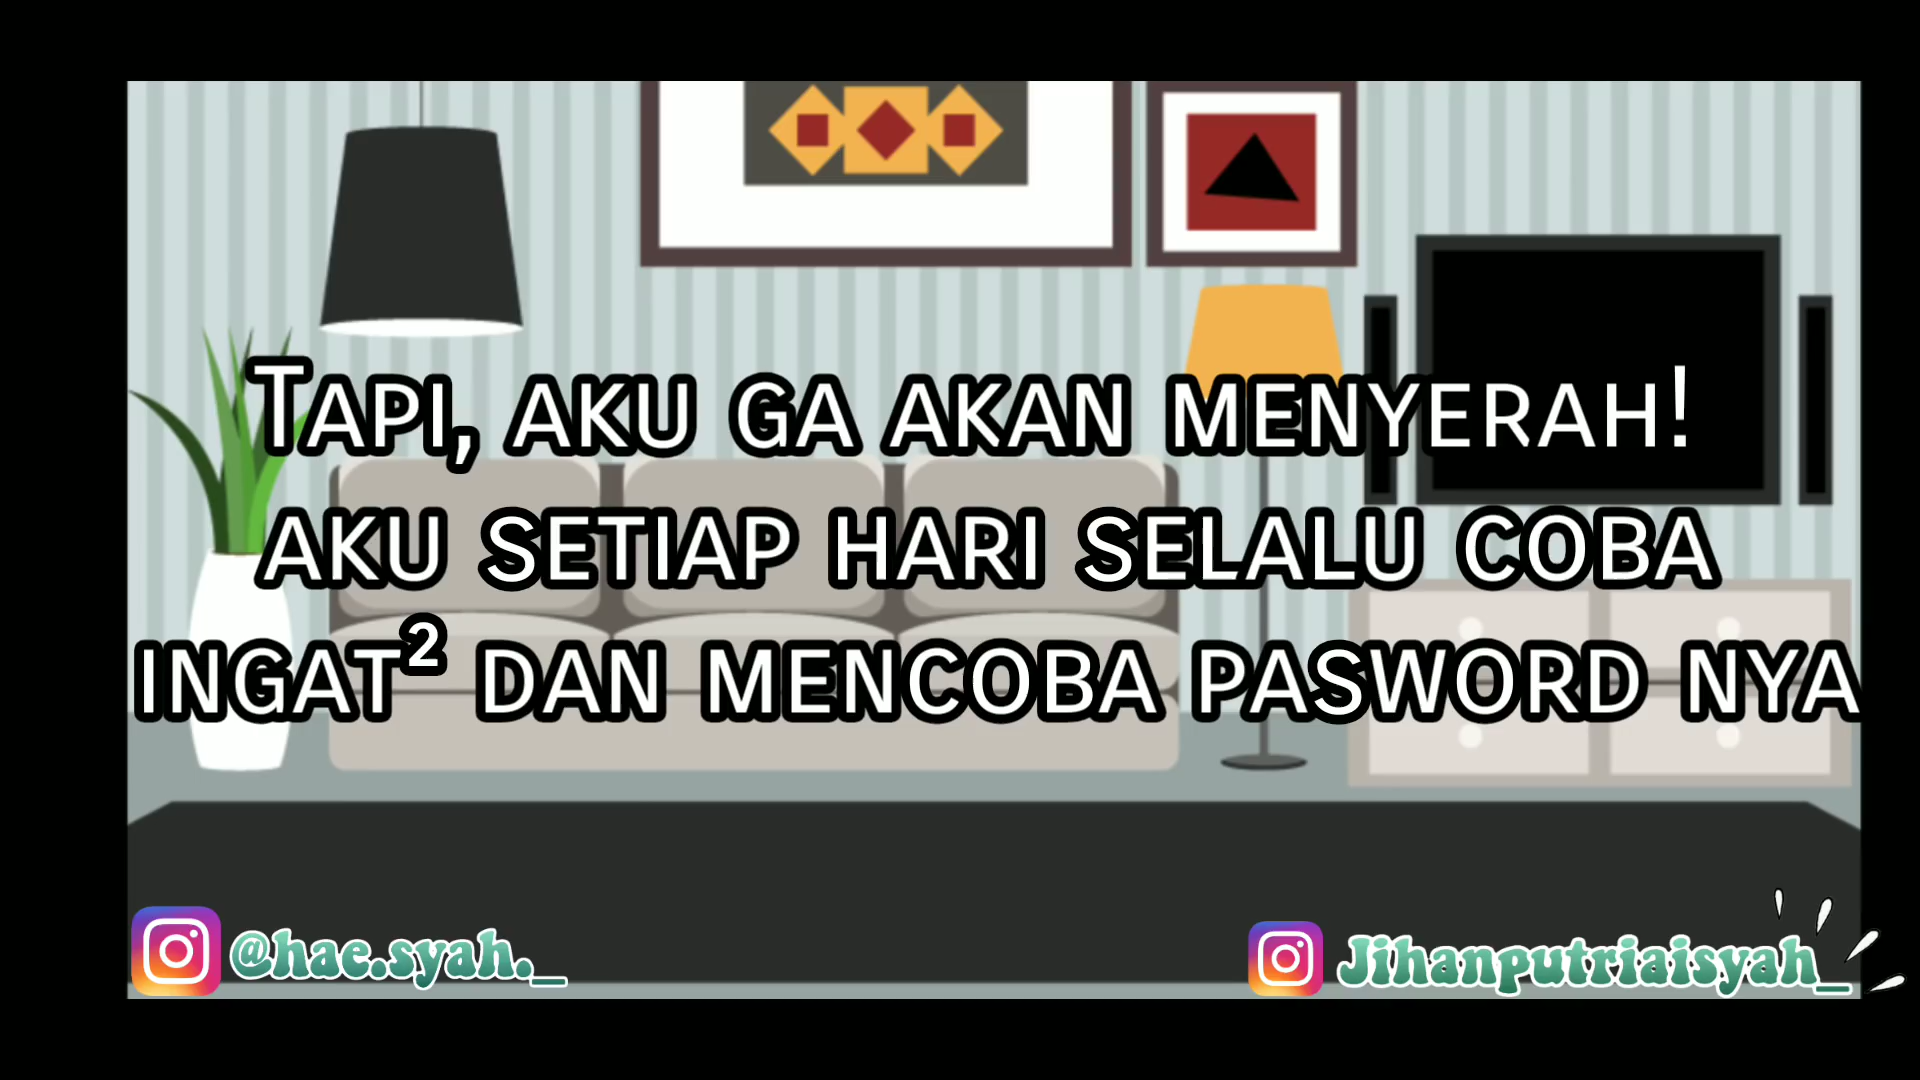 Tapi, aku ga akan menyerah!
aku setiap hari selalu coba
ingat² dan mencoba pasword nya
@hae.syah._
Jihanputriaisyah_